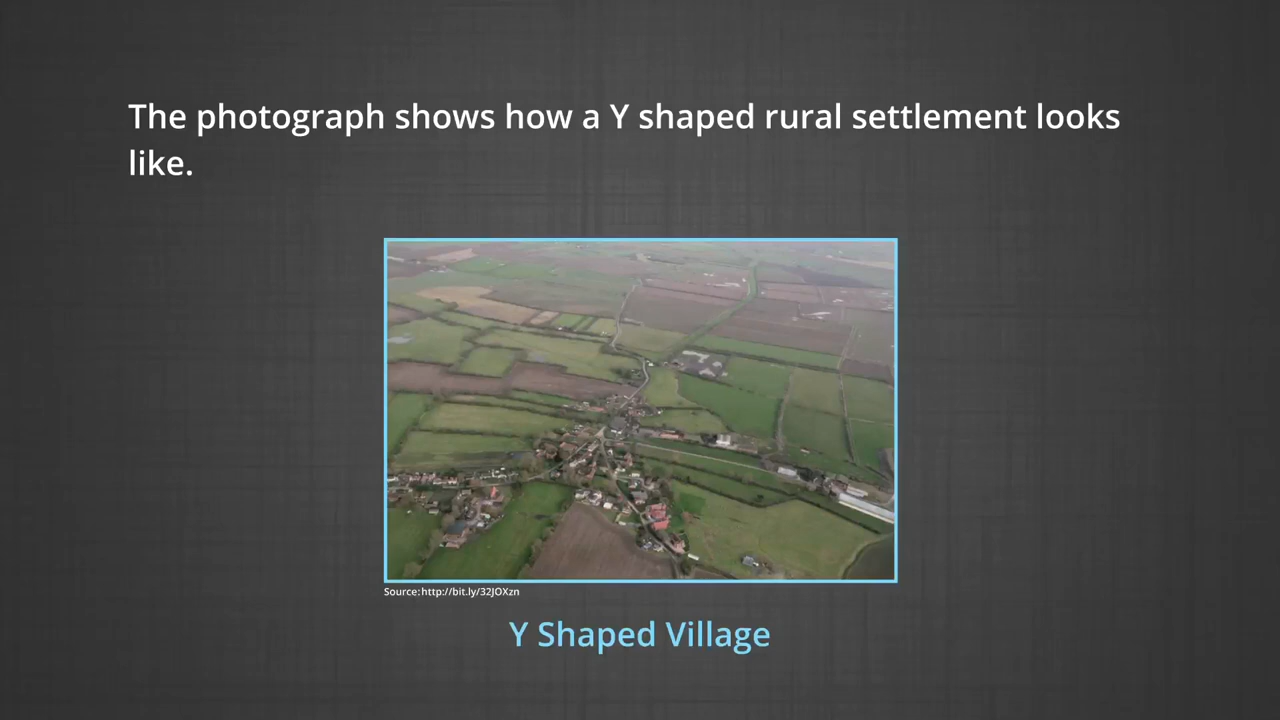 The photograph shows how a Y shaped rural settlement looks
like.
Source: http://bit.ly/32JOXzn
Y Shaped Village